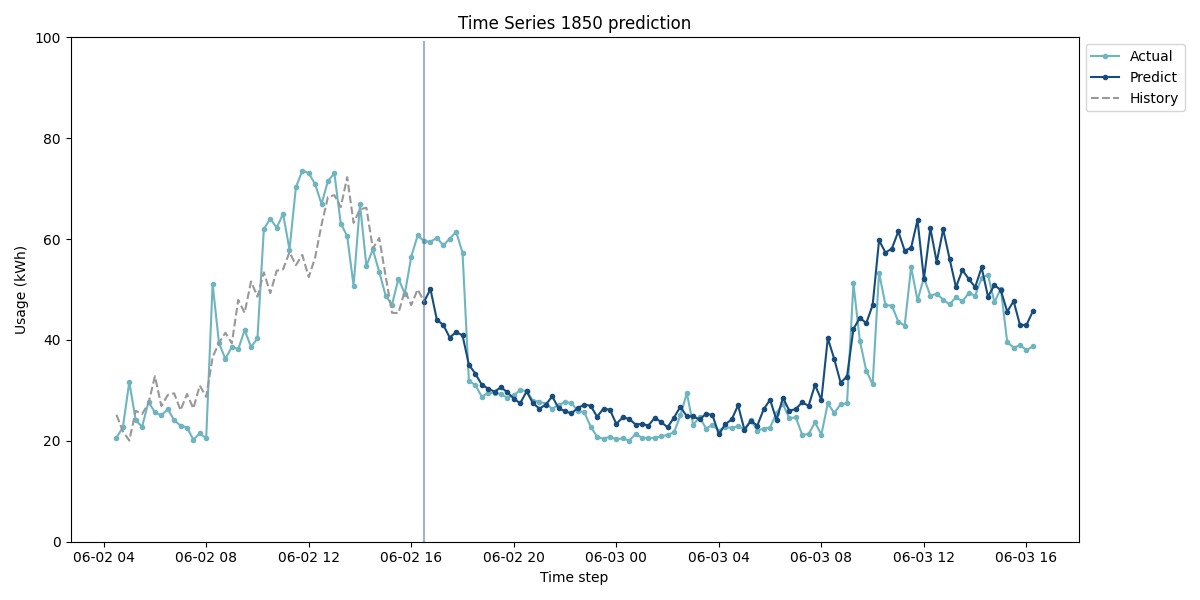 Time Series 1850 prediction
100
80
60
40
20
0
Usage (kWh)
06-02 04
06-02 08
06-02 12
06-02 16
06-02 20
06-03 00
06-03 04
06-03 08
06-03 12
06-03 16
Time step
Actual
Predict
History